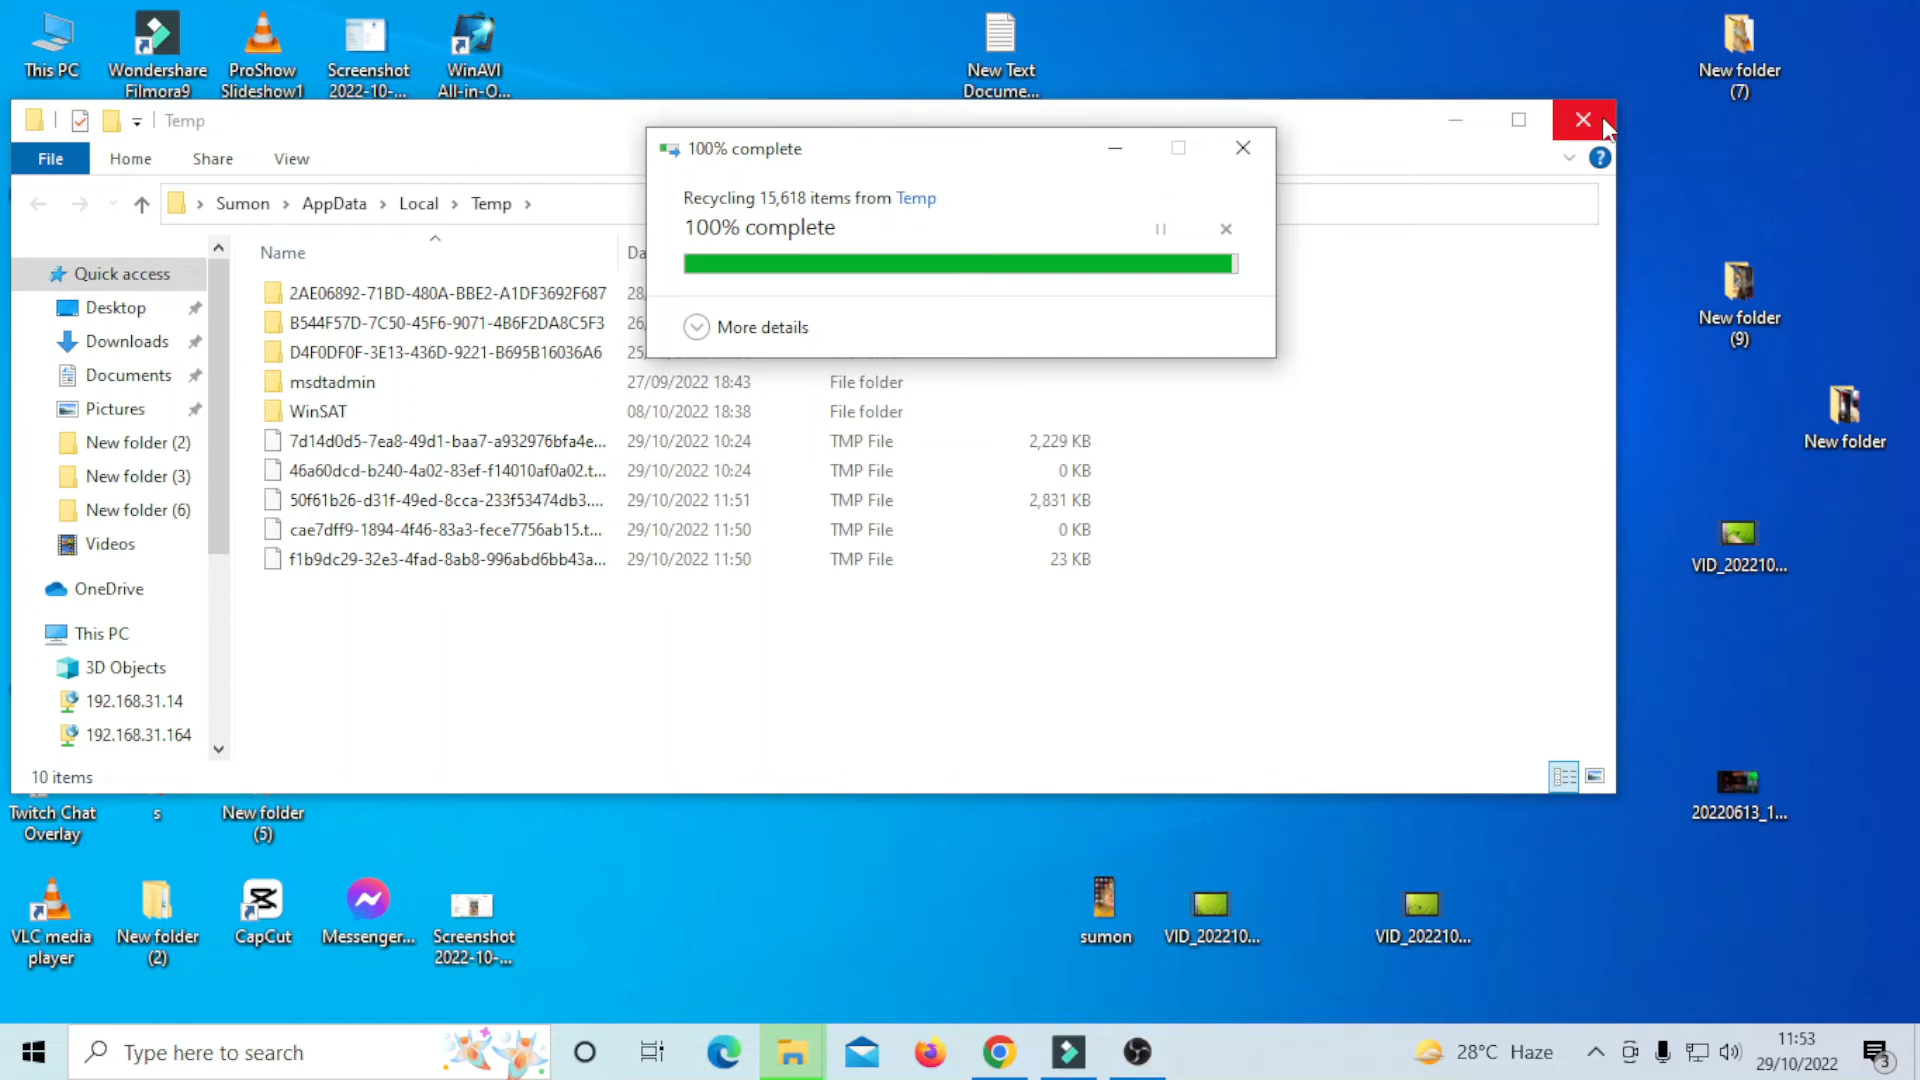 This PC
Wondershare
Filmora9
ProShow
Slideshow1
Screenshot
2022-10-...
WinAVI
All-in-O...
New Text
Docume...
New folder
(7)
Temp
File
Home
Share
View
Sumon
AppData
Local
Temp
100% complete
Recycling 15,618 items from Temp
100% complete
More details
Name
Da
Quick access
Desktop
Downloads
Documents
Pictures
New folder (2)
New folder (3)
New folder (6)
Videos
OneDrive
This PC
3D Objects
192.168.31.14
192.168.31.164
2AE06892-71BD-480A-BBE2-A1DF3692F687 28,
B544F57D-7C50-45F6-9071-4B6F2DA8C5F3 26,
D4F0DF0F-3E13-436D-9221-B695B16036A6 25,
msdtadmin 27/09/2022 18:43 File folder
WinSAT 08/10/2022 18:38 File folder
7d14d0d5-7ea8-49d1-baa7-a932976bfa4e... 29/10/2022 10:24 TMP File 2,229 KB
46a60dcd-b240-4a02-83ef-f14010af0a02.t... 29/10/2022 10:24 TMP File 0 KB
50f61b26-d31f-49ed-8cca-233f53474db3.... 29/10/2022 11:51 TMP File 2,831 KB
cae7dff9-1894-4f46-83a3-fece7756ab15.t... 29/10/2022 11:50 TMP File 0 KB
f1b9dc29-32e3-4fad-8ab8-996abd6bb43a... 29/10/2022 11:50 TMP File 23 KB
10 items
New folder
(9)
New folder
VID_202210...
20220613_1...
Twitch Chat
Overlay
s
New folder
(5)
VLC media
player
New folder
(2)
CapCut
Messenger...
Screenshot
2022-10-...
sumon
VID_202210...
VID_202210...
Type here to search
28°C Haze
11:53
29/10/2022
3